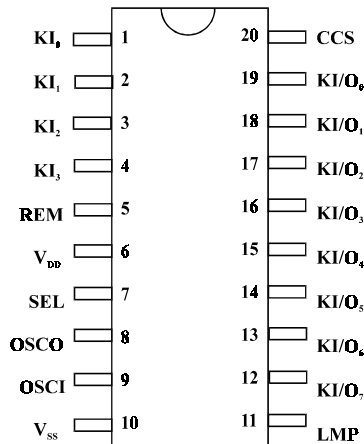 KI₀ 1 20 CCS
KI₁ 2 19 KI/O₀
KI₂ 3 18 KI/O₁
KI₃ 4 17 KI/O₂
REM 5 16 KI/O₃
V_DD 6 15 KI/O₄
SEL 7 14 KI/O₅
OSCO 8 13 KI/O₆
OSCI 9 12 KI/O₇
V_SS 10 11 LMP